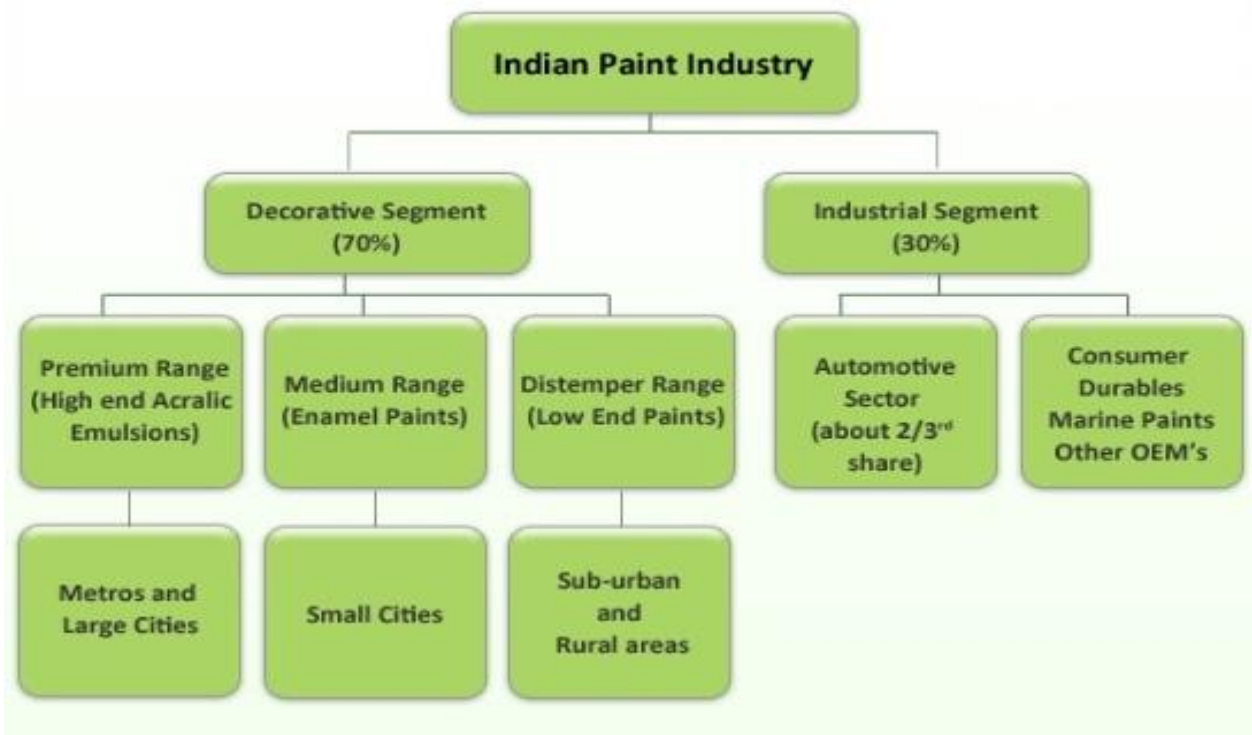 Indian Paint Industry
Decorative Segment
(70%)
Industrial Segment
(30%)
Premium Range
(High end Acralic
Emulsions)
Medium Range
(Enamel Paints)
Distemper Range
(Low End Paints)
Automotive
Sector
(about 2/3rd
share)
Consumer
Durables
Marine Paints
Other OEM's
Metros and
Large Cities
Small Cities
Sub-urban
and
Rural areas